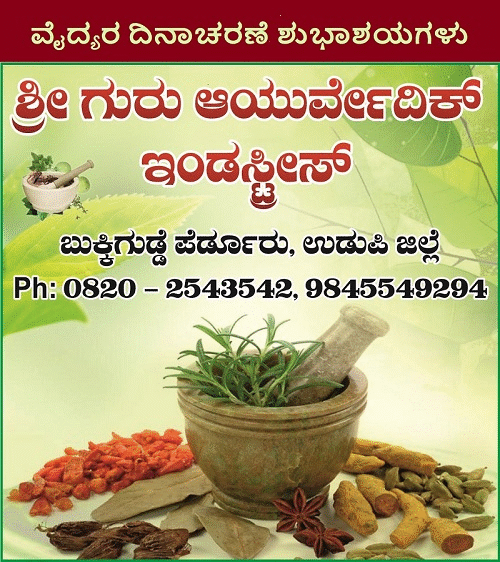 ವೈದ್ಯರ ದಿನಾಚರಣೆ ಶುಭಾಶಯಗಳು
ಶ್ರೀ ಗುರು ಆಯುರ್ವೇದಿಕ್
ಇಂಡಸ್ಟ್ರೀಸ್
ಬುಕ್ಕಿಗುಡ್ಡೆ ಪೆರ್ಡೂರು, ಉಡುಪಿ ಜಿಲ್ಲೆ
Ph: 0820 – 2543542, 9845549294